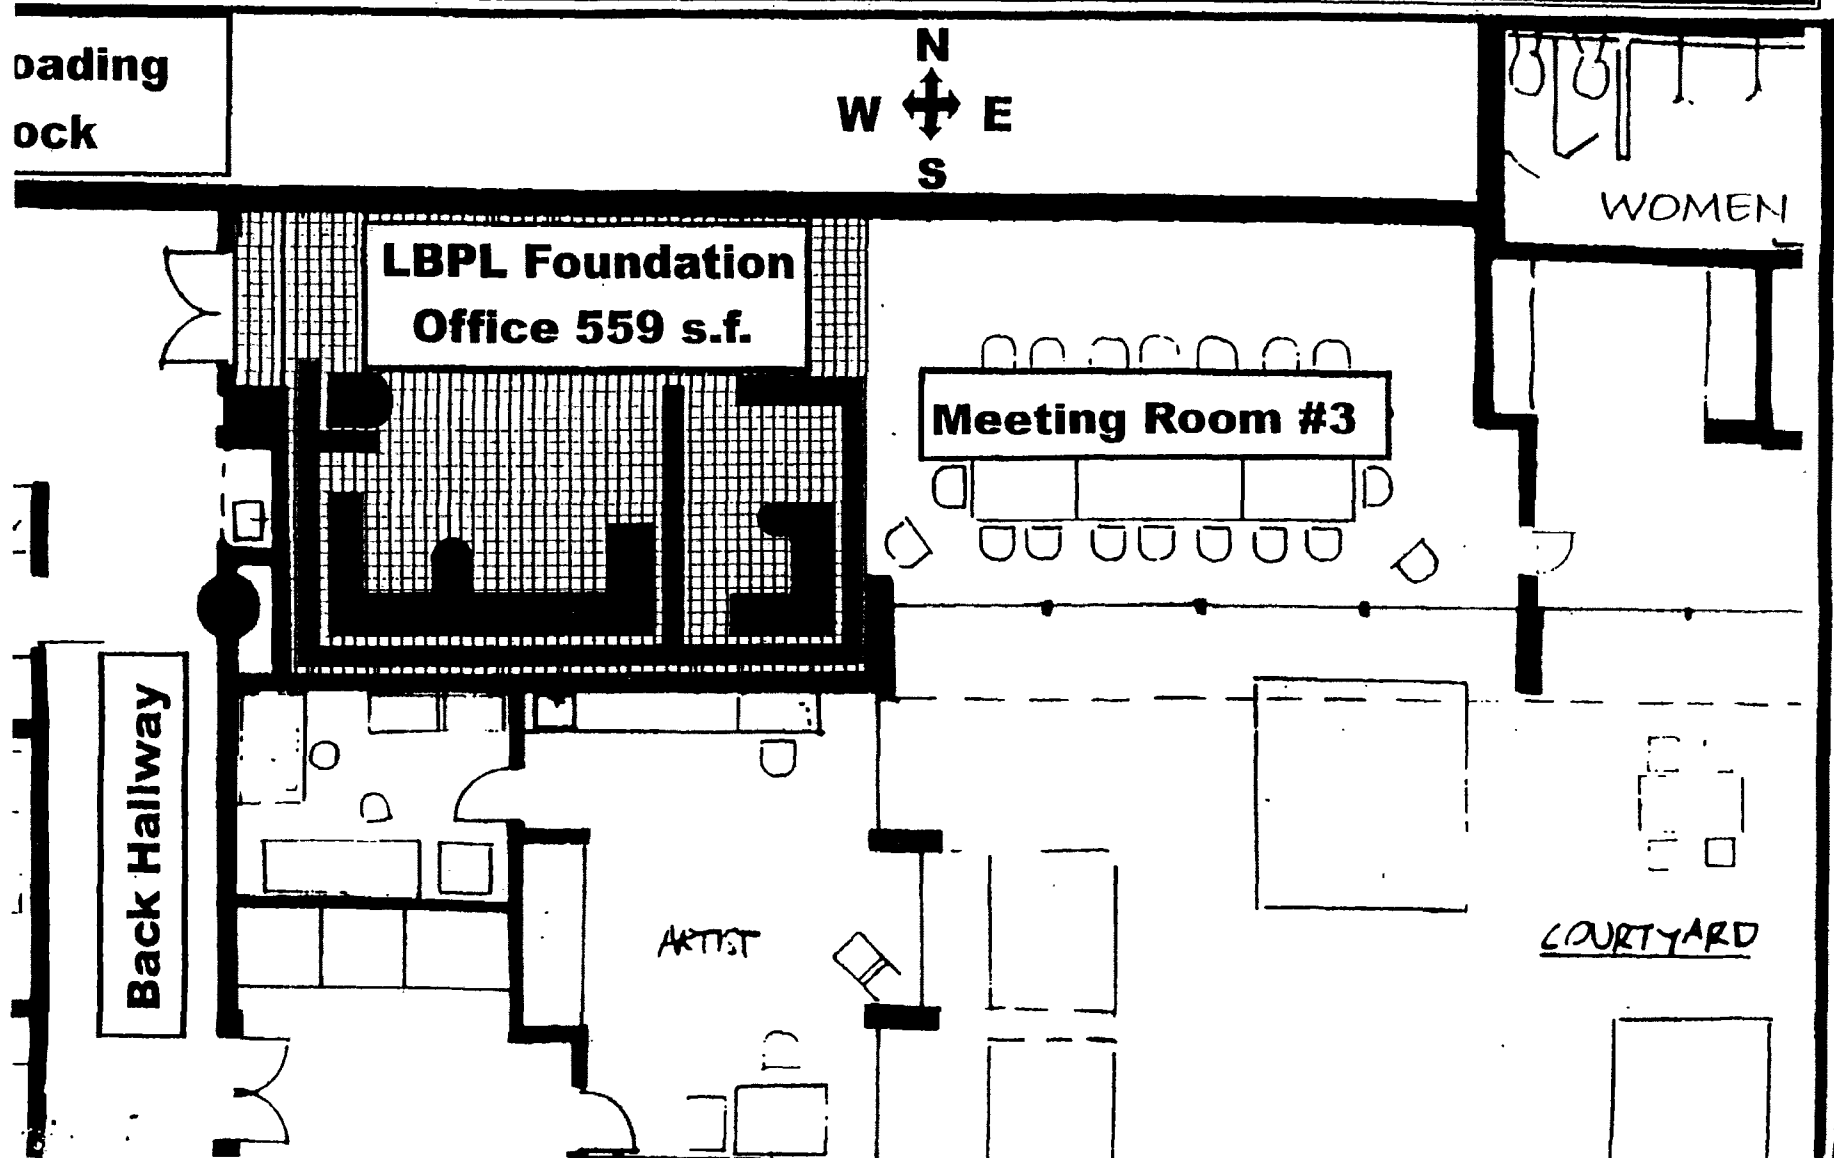 oading
ock
N
W E
S
WOMEN
LBPL Foundation
Office 559 s.f.
Meeting Room #3
Back Hallway
ARTIST
COURTYARD